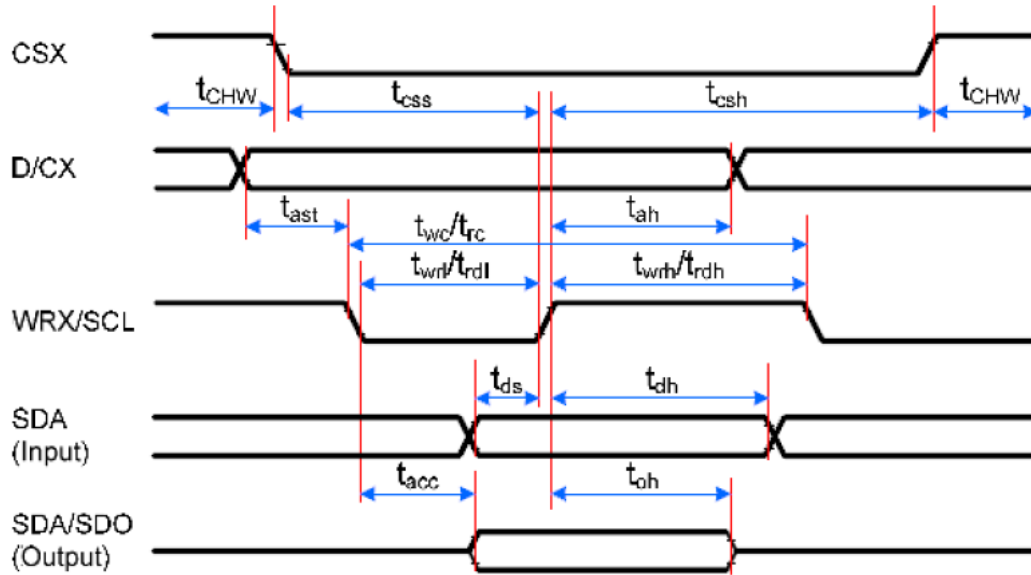 CSX
tCHW
tcss
tcsh
tCHW
D/CX
tast
tah
twc/trc
twrl/trdl
twrh/trdh
WRX/SCL
tds
tdh
SDA
(Input)
tacc
toh
SDA/SDO
(Output)